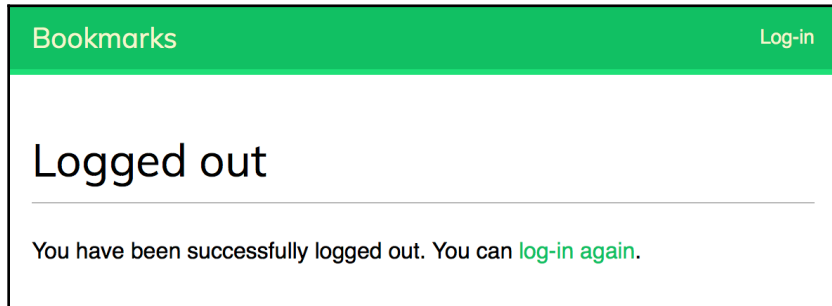 Bookmarks
Log-in
Logged out
You have been successfully logged out. You can log-in again.